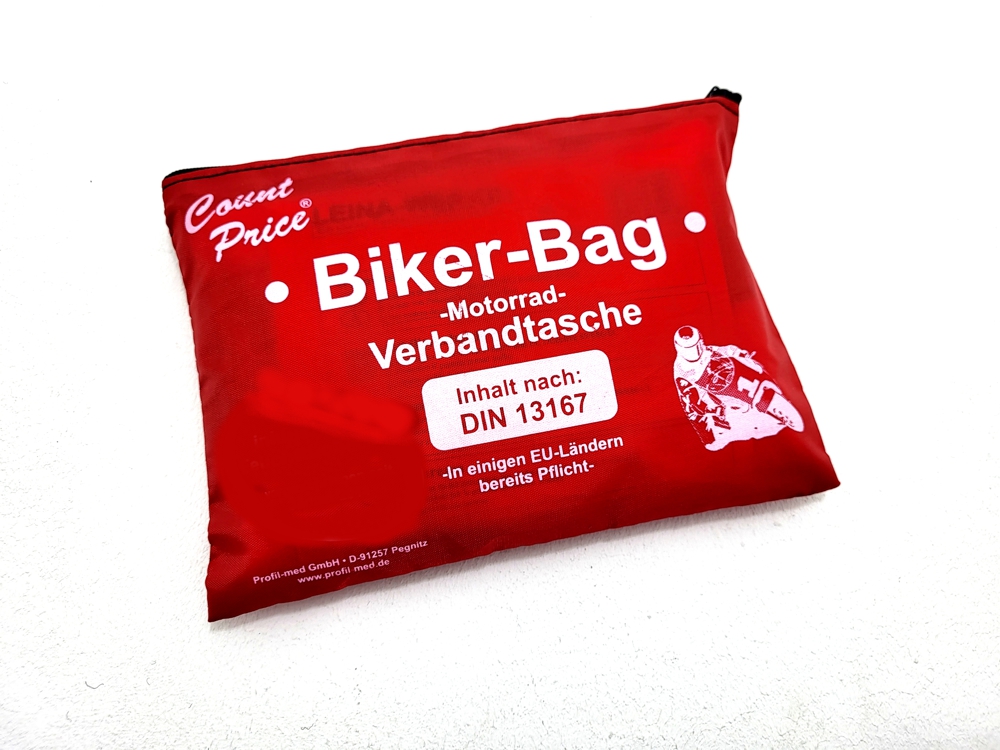 Count
Price®
• Biker-Bag •
-Motorrad-
Verbandtasche
Inhalt nach:
DIN 13167
-In einigen EU-Ländern
bereits Pflicht-
Profil-med GmbH • D-91257 Pegnitz
www.profil med.de
1